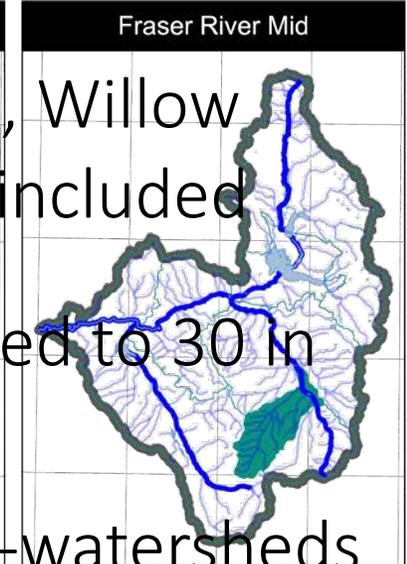 Fraser River Mid
, Willow
included
ed to 30 in
-watersheds